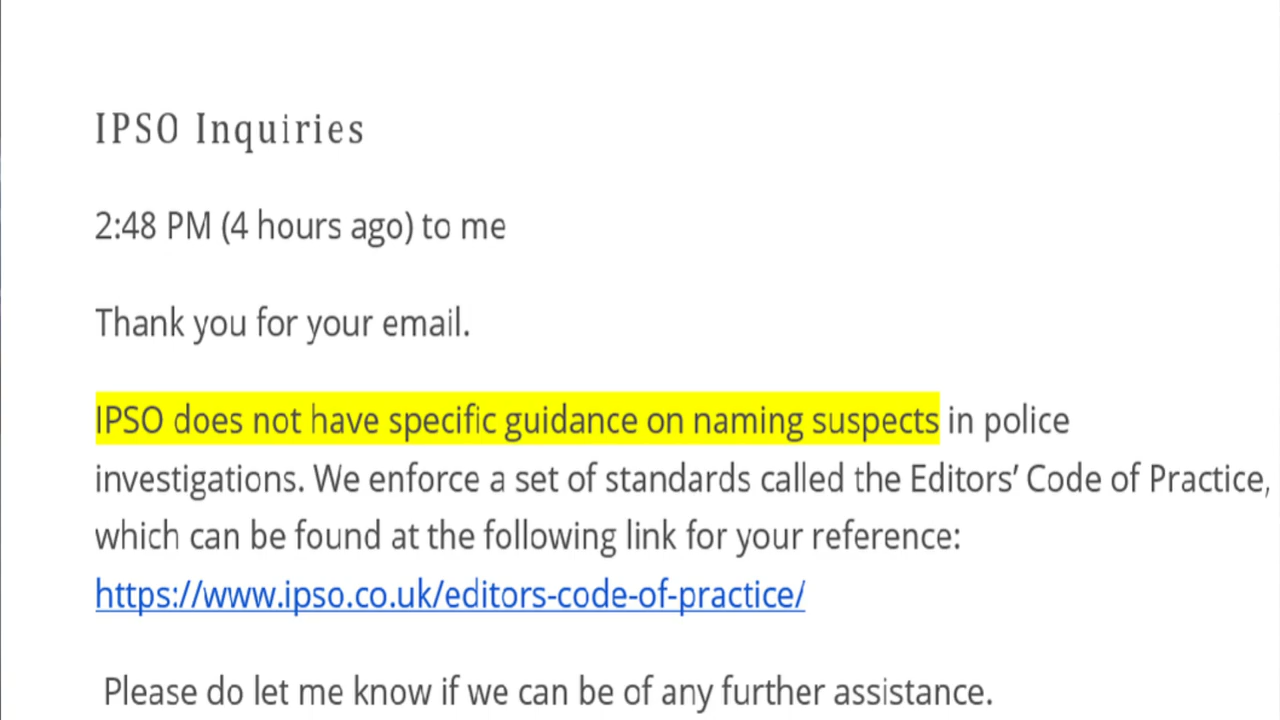 IPSO Inquiries
2:48 PM (4 hours ago) to me
Thank you for your email.
IPSO does not have specific guidance on naming suspects in police
investigations. We enforce a set of standards called the Editors’ Code of Practice,
which can be found at the following link for your reference:
https://www.ipso.co.uk/editors-code-of-practice/
Please do let me know if we can be of any further assistance.